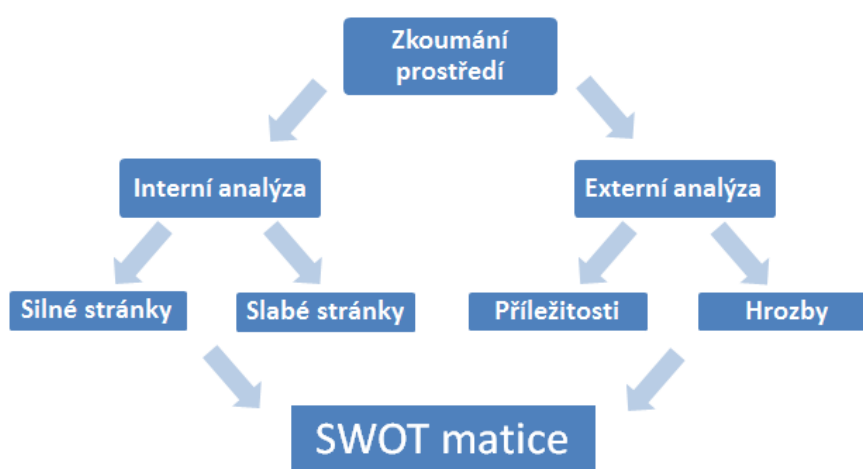 Zkoumání
prostředí
Interní analýza
Externí analýza
Silné stránky
Slabé stránky
Příležitosti
Hrozby
SWOT matice